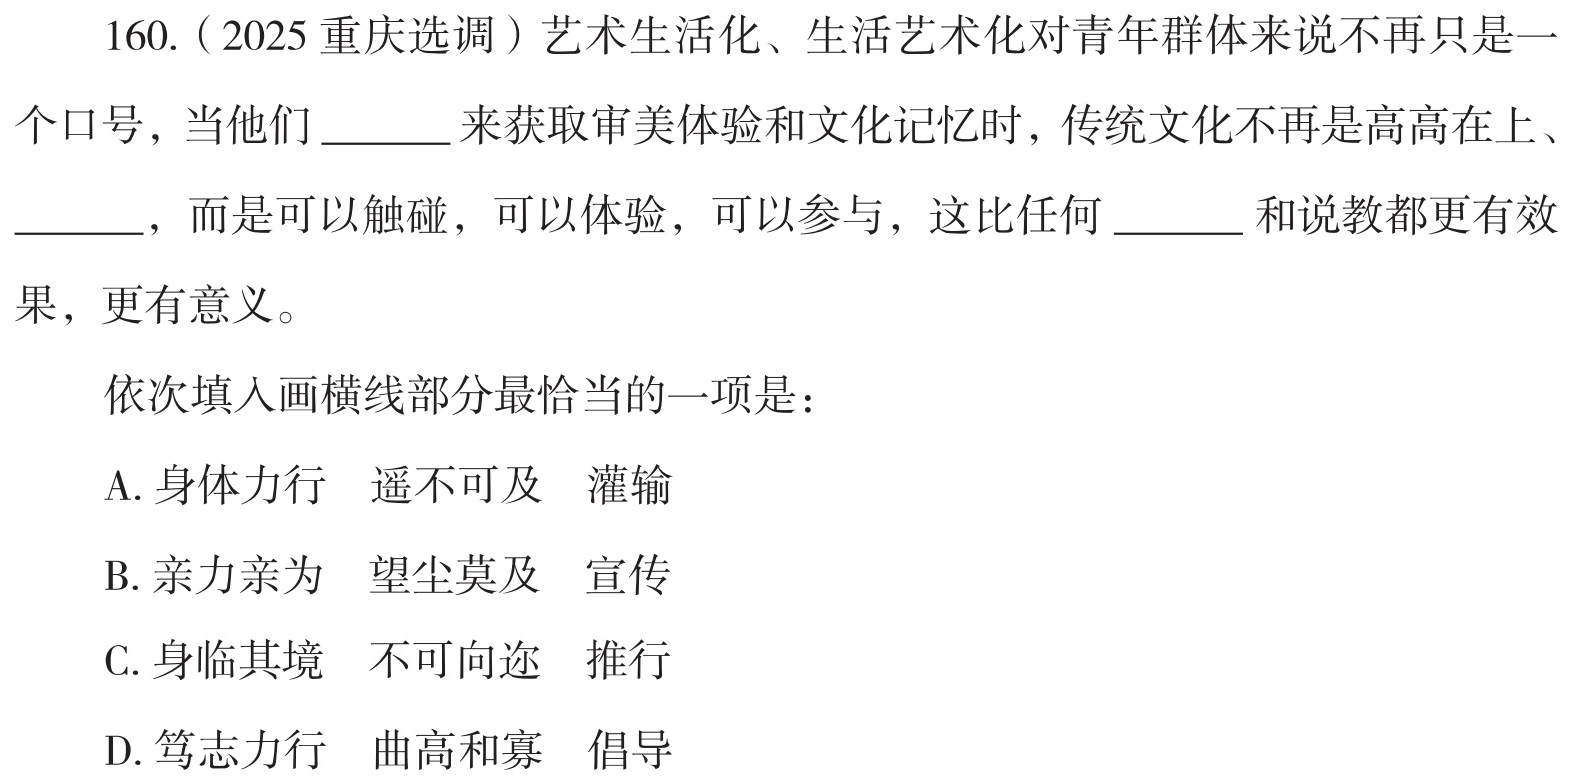 160.（2025 重庆选调）艺术生活化、生活艺术化对青年群体来说不再只是一
个口号，当他们 ______ 来获取审美体验和文化记忆时，传统文化不再是高高在上、
______，而是可以触碰，可以体验，可以参与，这比任何 ______ 和说教都更有效
果，更有意义。
依次填入画横线部分最恰当的一项是：
A. 身体力行　遥不可及　灌输
B. 亲力亲为　望尘莫及　宣传
C. 身临其境　不可向迩　推行
D. 笃志力行　曲高和寡　倡导